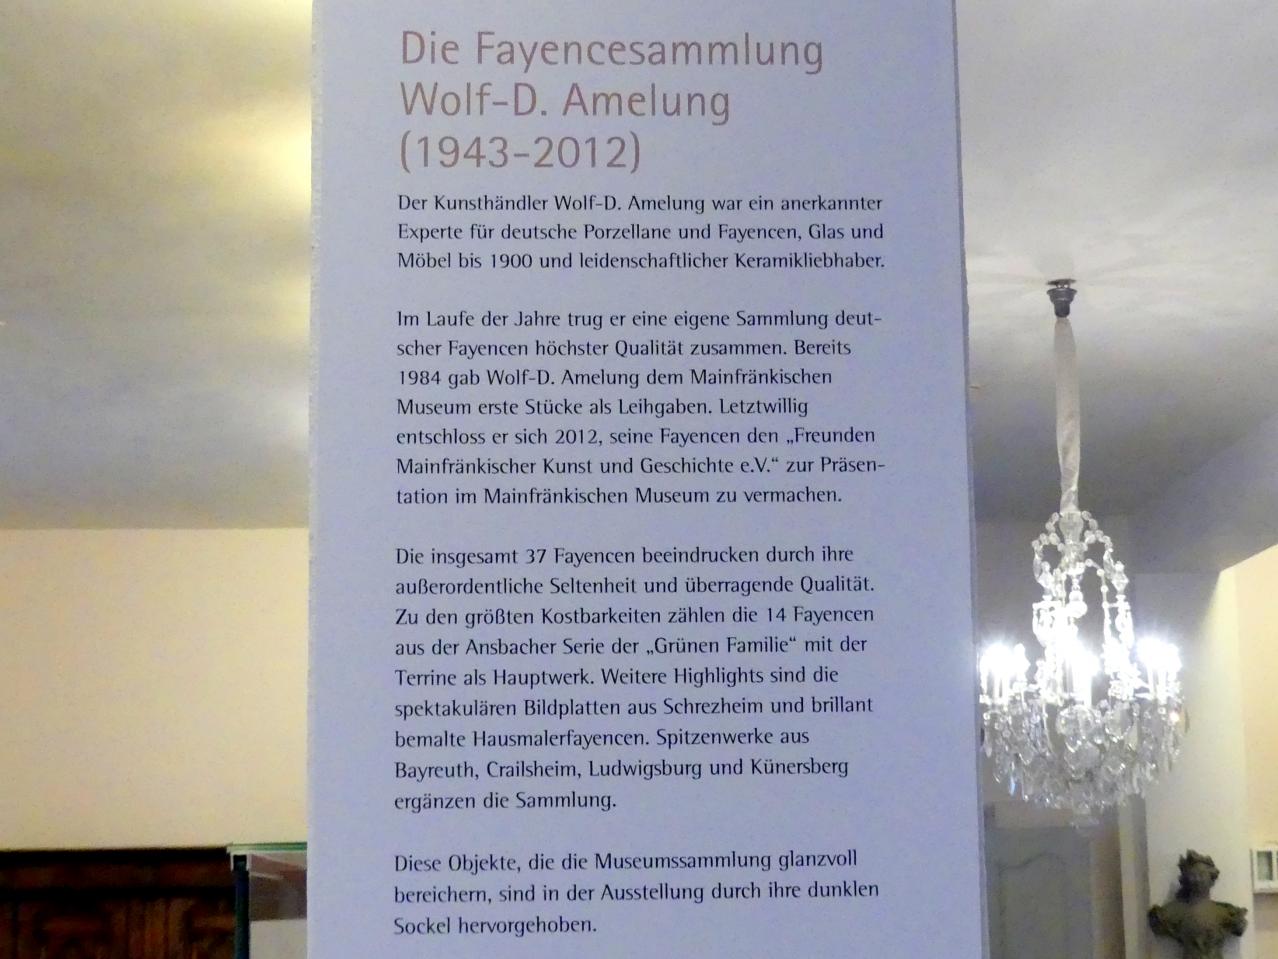 Die Fayencesammlung
Wolf-D. Amelung
(1943-2012)
Der Kunsthändler Wolf-D. Amelung war ein anerkannter
Experte für deutsche Porzellane und Fayencen, Glas und
Möbel bis 1900 und leidenschaftlicher Keramikliebhaber.
Im Laufe der Jahre trug er eine eigene Sammlung deut-
scher Fayencen höchster Qualität zusammen. Bereits
1984 gab Wolf-D. Amelung dem Mainfränkischen
Museum erste Stücke als Leihgaben. Letztwillig
entschloss er sich 2012, seine Fayencen den „Freunden
Mainfränkischer Kunst und Geschichte e.V.“ zur Präsen-
tation im Mainfränkischen Museum zu vermachen.
Die insgesamt 37 Fayencen beeindrucken durch ihre
außerordentliche Seltenheit und überragende Qualität.
Zu den größten Kostbarkeiten zählen die 14 Fayencen
aus der Ansbacher Serie der „Grünen Familie“ mit der
Terrine als Hauptwerk. Weitere Highlights sind die
spektakulären Bildplatten aus Schrezheim und brillant
bemalte Hausmalerfayencen. Spitzenwerke aus
Bayreuth, Crailsheim, Ludwigsburg und Künersberg
ergänzen die Sammlung.
Diese Objekte, die die Museumssammlung glanzvoll
bereichern, sind in der Ausstellung durch ihre dunklen
Sockel hervorgehoben.